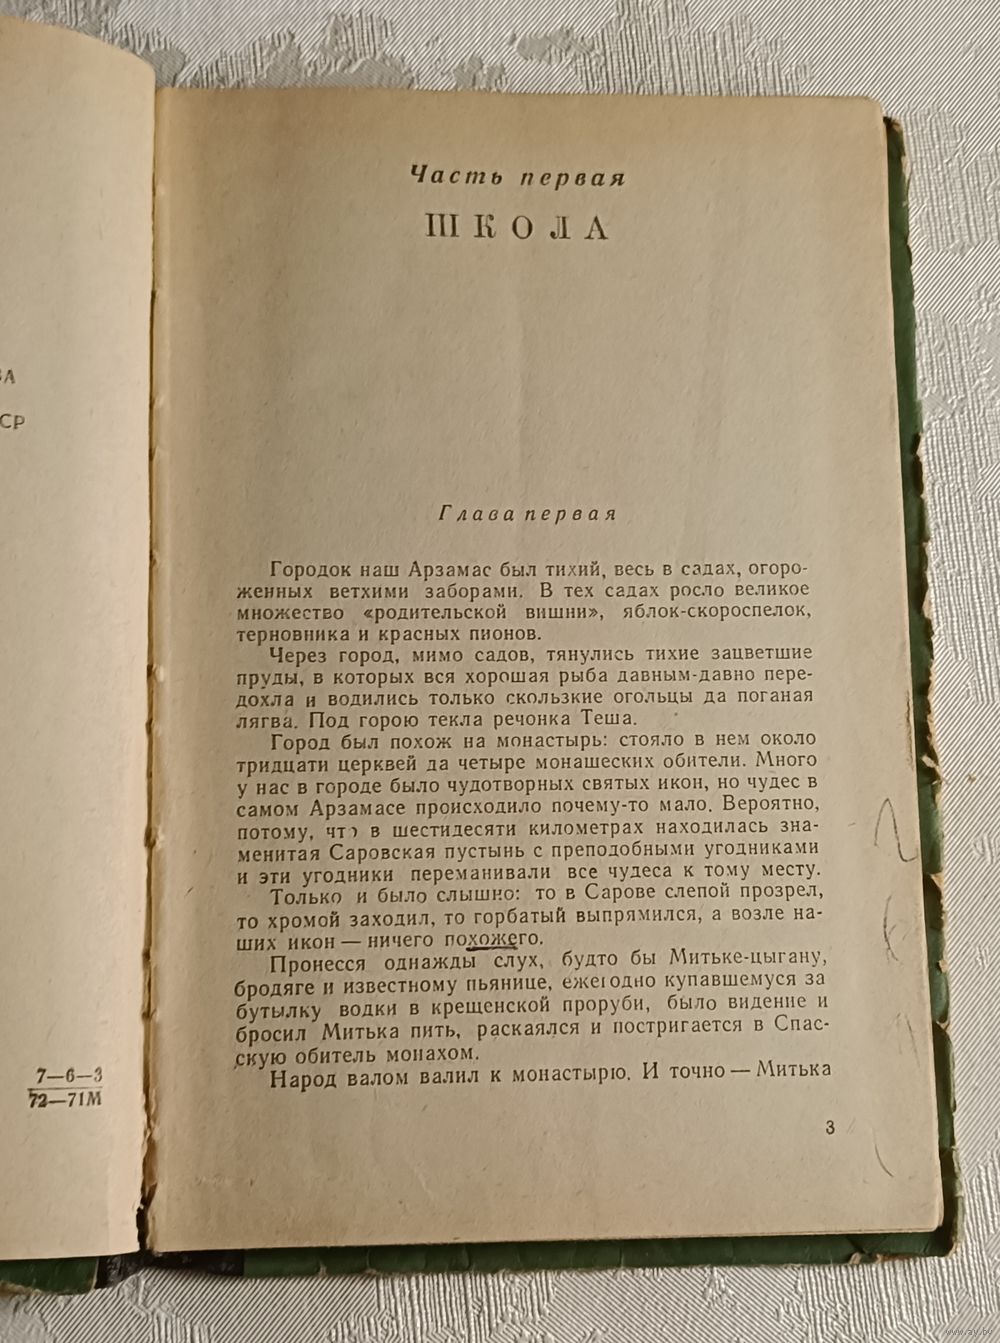 ВА
СР
7—6—3
72—71М
Часть первая
ШКОЛА
Глава первая
Городок наш Арзамас был тихий, весь в садах, огоро-
женных ветхими заборами. В тех садах росло великое
множество «родительской вишни», яблок-скороспелок,
терновника и красных пионов.
Через город, мимо садов, тянулись тихие зацветшие
пруды, в которых вся хорошая рыба давным-давно пере-
дохла и водились только скользкие огольцы да поганая
лягва. Под горою текла речонка Теша.
Город был похож на монастырь: стояло в нем около
тридцати церквей да четыре монашеских обители. Много
у нас в городе было чудотворных святых икон, но чудес в
самом Арзамасе происходило почему-то мало. Вероятно,
потому, что в шестидесяти километрах находилась зна-
менитая Саровская пустынь с преподобными угодниками
и эти угодники переманивали все чудеса к тому месту.
Только и было слышно: то в Сарове слепой прозрел,
то хромой заходил, то горбатый выпрямился, а возле на-
ших икон — ничего похожего.
Пронесся однажды слух, будто бы Митьке-цыгану,
бродяге и известному пьянице, ежегодно купавшемуся за
бутылку водки в крещенской проруби, было видение и
бросил Митька пить, раскаялся и постригается в Спас-
скую обитель монахом.
Народ валом валил к монастырю. И точно — Митька
3
www.ay.by